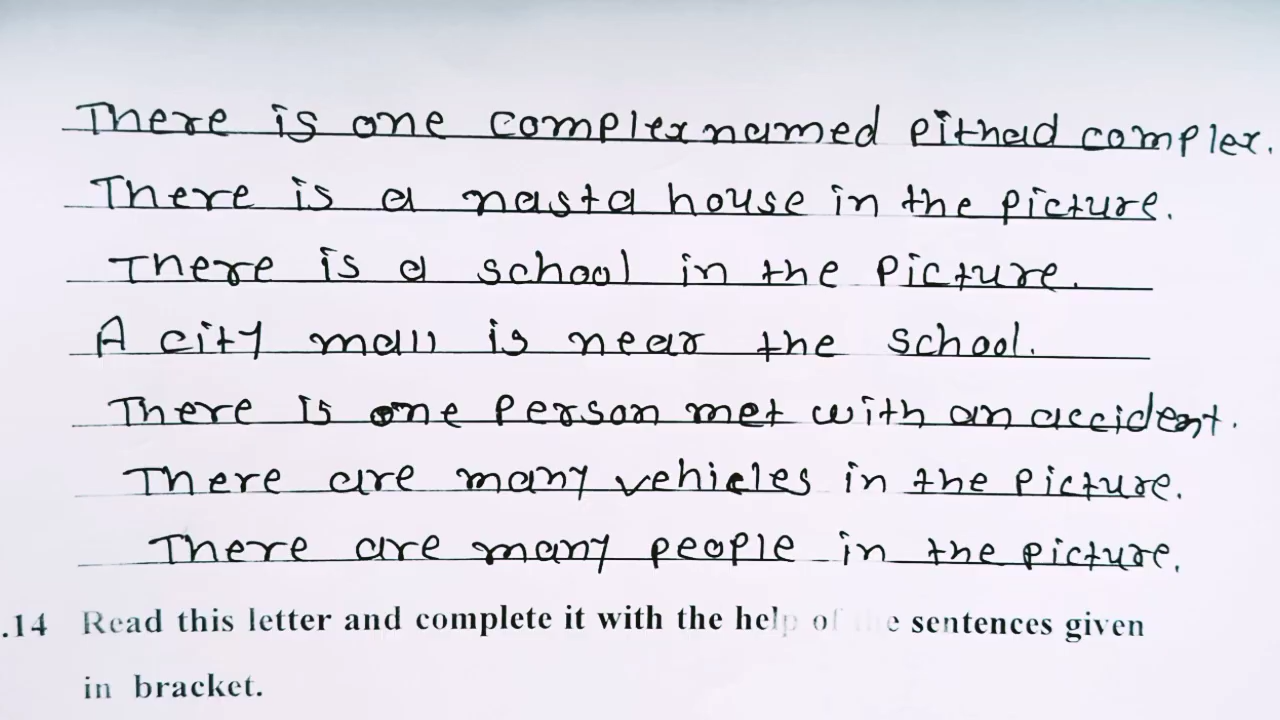 There is one complex named pithad complex.
There is a nasta house in the picture.
There is a school in the picture.
A city mall is near the school.
There is one person met with an accident.
There are many vehicles in the picture.
There are many people in the picture.
.14 Read this letter and complete it with the help of the sentences given
in bracket.